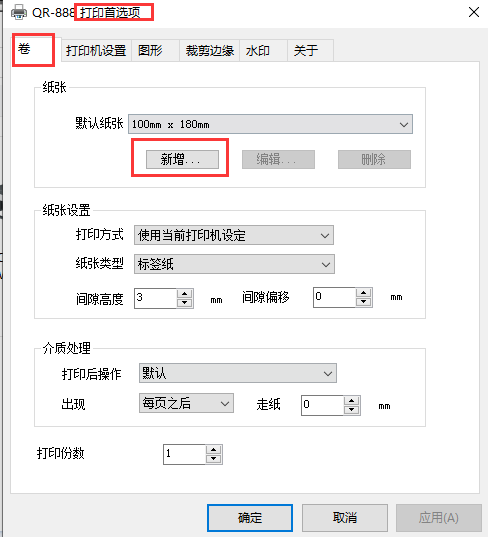 QR-888 打印首选项
卷 打印机设置 图形 裁剪边缘 水印 关于
纸张
默认纸张 100mm x 180mm
新增... 编辑... 删除
纸张设置
打印方式 使用当前打印机设定
纸张类型 标签纸
间隙高度 3 mm 间隙偏移 0 mm
介质处理
打印后操作 默认
出现 每页之后 走纸 0 mm
打印份数 1
确定 取消 应用(A)